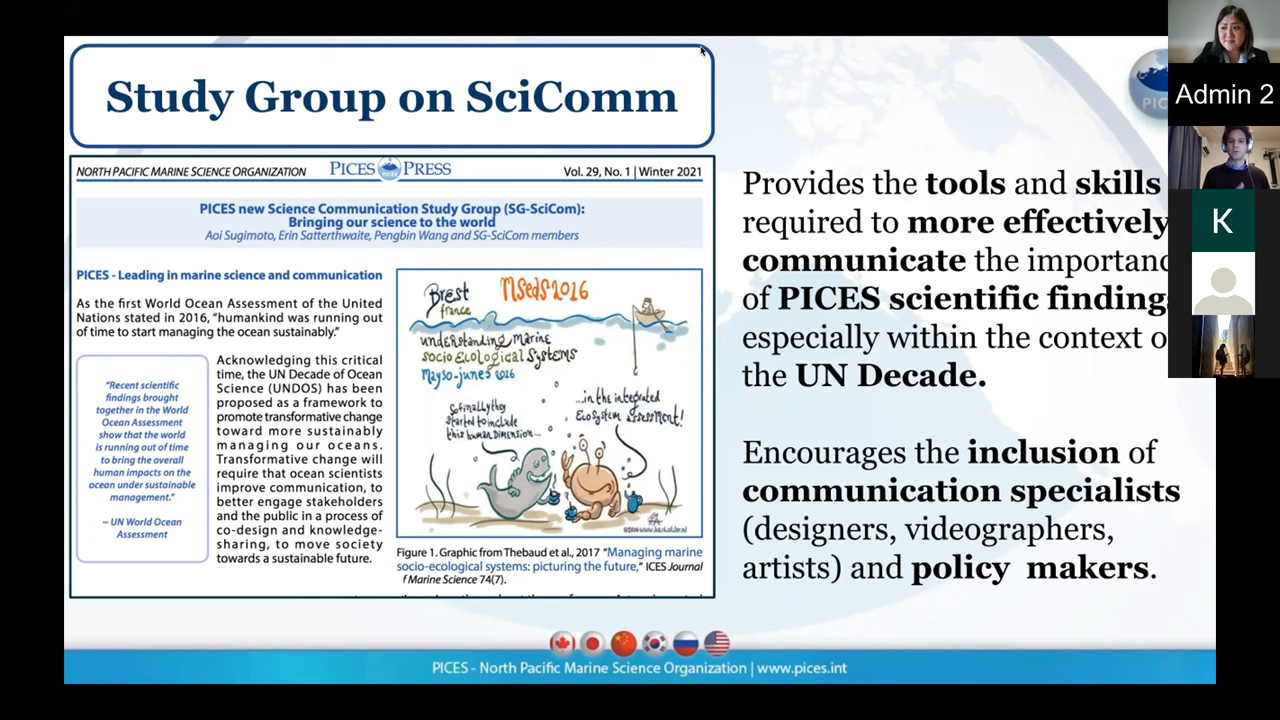 Study Group on SciComm
NORTH PACIFIC MARINE SCIENCE ORGANIZATION
PICES PRESS
Vol. 29, No. 1 | Winter 2021
PICES new Science Communication Study Group (SG-SciCom):
Bringing our science to the world
Aoi Sugimoto, Erin Satterthwaite, Pengbin Wang and SG-SciCom members
PICES - Leading in marine science and communication
As the first World Ocean Assessment of the United
Nations stated in 2016, "humankind was running out
of time to start managing the ocean sustainably."
"Recent scientific
findings brought
together in the World
Ocean Assessment
show that the world
is running out of time
to bring the overall
human impacts on the
ocean under sustainable
management."
~ UN World Ocean
Assessment
Acknowledging this critical
time, the UN Decade of Ocean
Science (UNDOS) has been
proposed as a framework to
promote transformative change
toward more sustainably
managing our oceans.
Transformative change will
require that ocean scientists
improve communication, to
better engage stakeholders
and the public in a process of
co-design and knowledge-
sharing, to move society
towards a sustainable future.
Brest
france
MSEAS 2016
understanding marine
socio Ecological Systems
May 30-june3 2016
So finally they
started to include
this human dimension...
...in the integrated
Ecosystem assessment!
Figure 1. Graphic from Thebaud et al., 2017 "Managing marine
socio-ecological systems: picturing the future," ICES Journal
f Marine Science 74(7).
Provides the tools and skills
required to more effectively
communicate the importanc
of PICES scientific finding
especially within the context o
the UN Decade.
Encourages the inclusion of
communication specialists
(designers, videographers,
artists) and policy makers.
PICES - North Pacific Marine Science Organization | www.pices.int
PIC
Admin 2
K